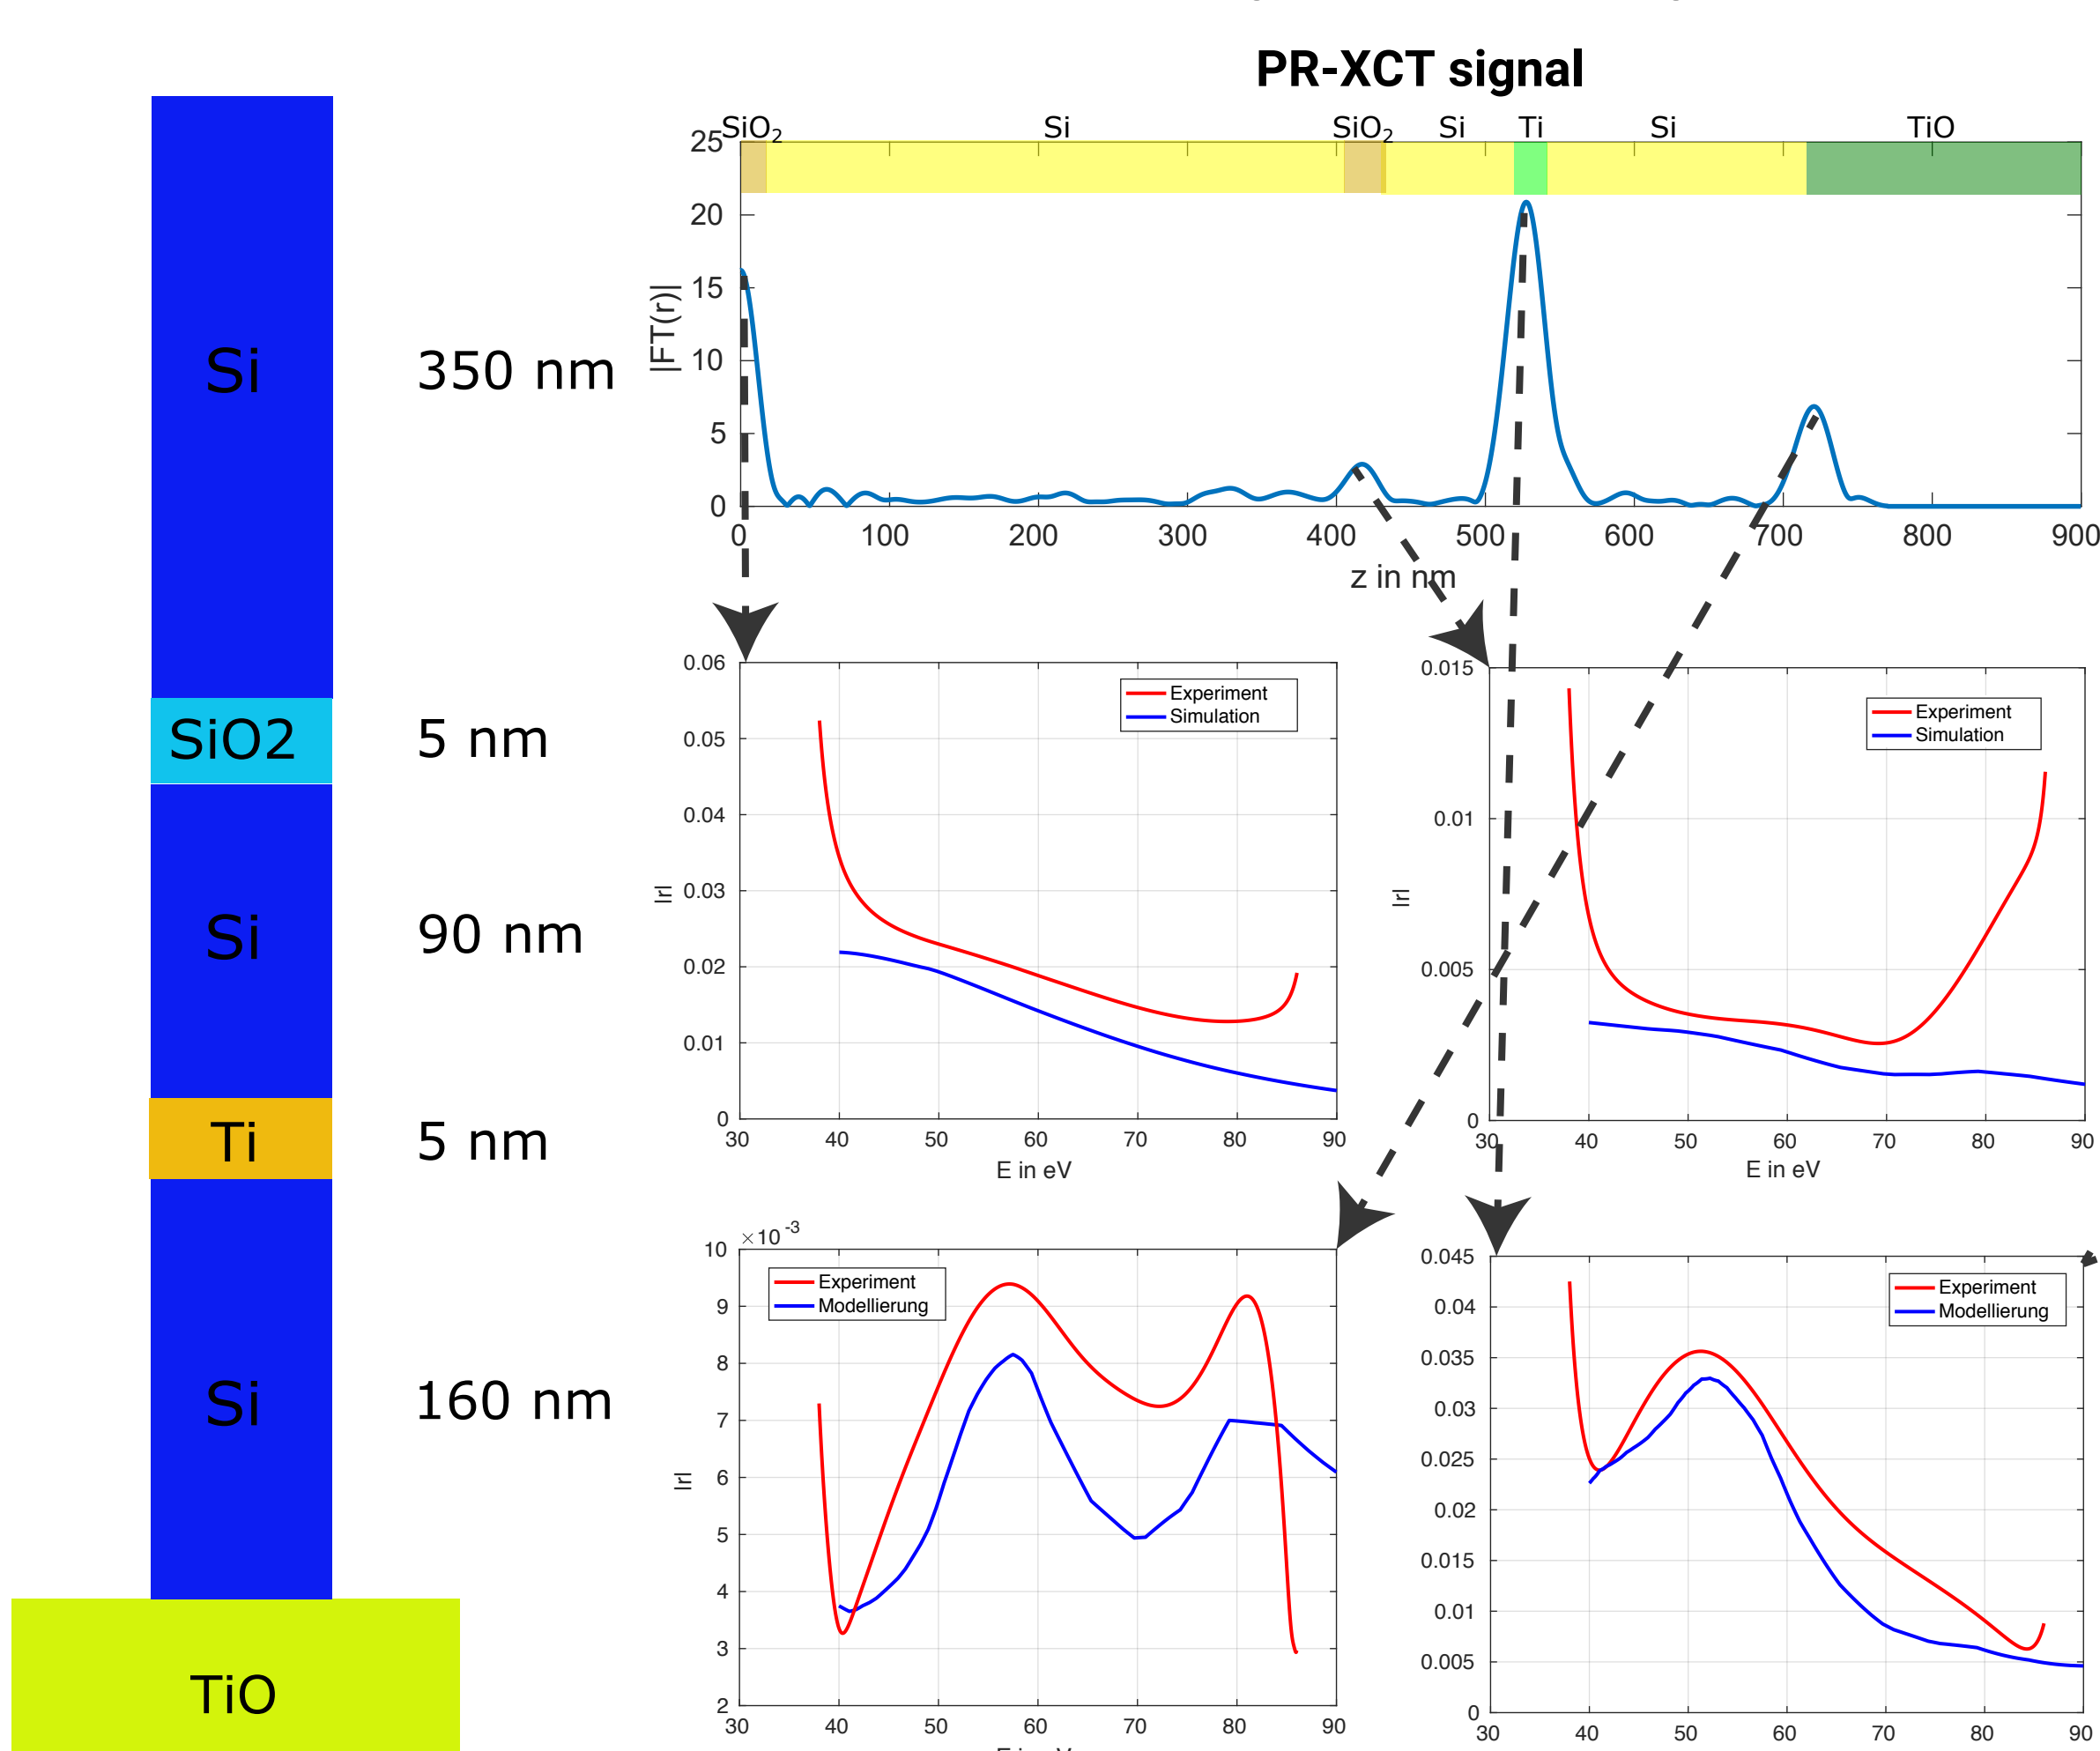 PR-XCT signal
SiO2 Si SiO2 Si Ti Si TiO
25
20
15
10
5
0
|FT(r)|
0 100 200 300 400 500 600 700 800 900
z in nm
Si 350 nm
SiO2 5 nm
Si 90 nm
Ti 5 nm
Si 160 nm
TiO
0.06
0.05
0.04
0.03
0.02
0.01
0
|r|
Experiment
Simulation
30 40 50 60 70 80 90
E in eV
0.015
0.01
0.005
0
|r|
Experiment
Simulation
30 40 50 60 70 80 90
E in eV
×10 -3
10
9
8
7
6
5
4
3
2
|r|
Experiment
Modellierung
30 40 50 60 70 80 90
0.045
0.04
0.035
0.03
0.025
0.02
0.015
0.01
0.005
0
Experiment
Modellierung
30 40 50 60 70 80 90